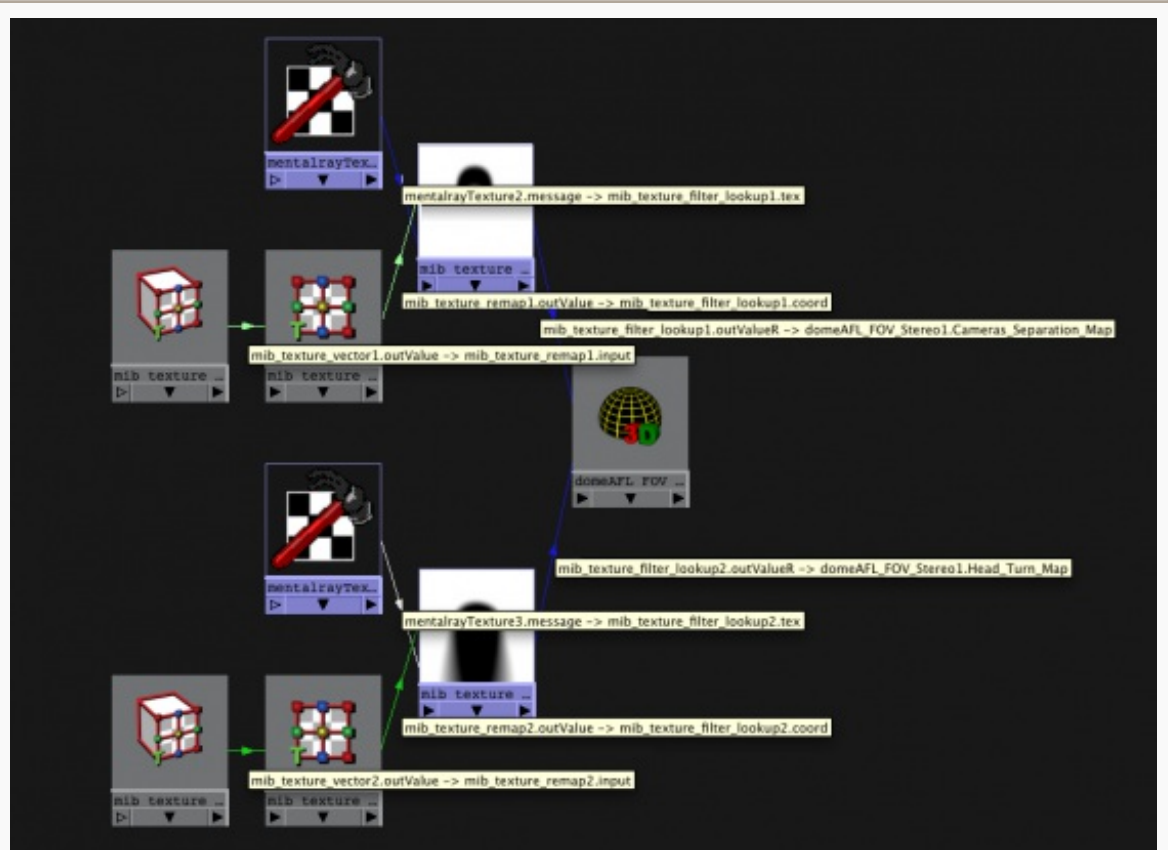 mentalrayTex...
mentalrayTexture2.message -> mib_texture_filter_lookup1.tex
mib texture ...
mib_texture_remap1.outValue -> mib_texture_filter_lookup1.coord
mib_texture_filter_lookup1.outValueR -> domeAFL_FOV_Stereo1.Cameras_Separation_Map
mib_texture_vector1.outValue -> mib_texture_remap1.input
mib texture ...
mib texture ...
3D
domeAFL FOV ...
mentalrayTex...
mib_texture_filter_lookup2.outValueR -> domeAFL_FOV_Stereo1.Head_Turn_Map
mentalrayTexture3.message -> mib_texture_filter_lookup2.tex
mib texture ...
mib_texture_remap2.outValue -> mib_texture_filter_lookup2.coord
T
T
mib_texture_vector2.outValue -> mib_texture_remap2.input
mib texture ...
mib texture ...